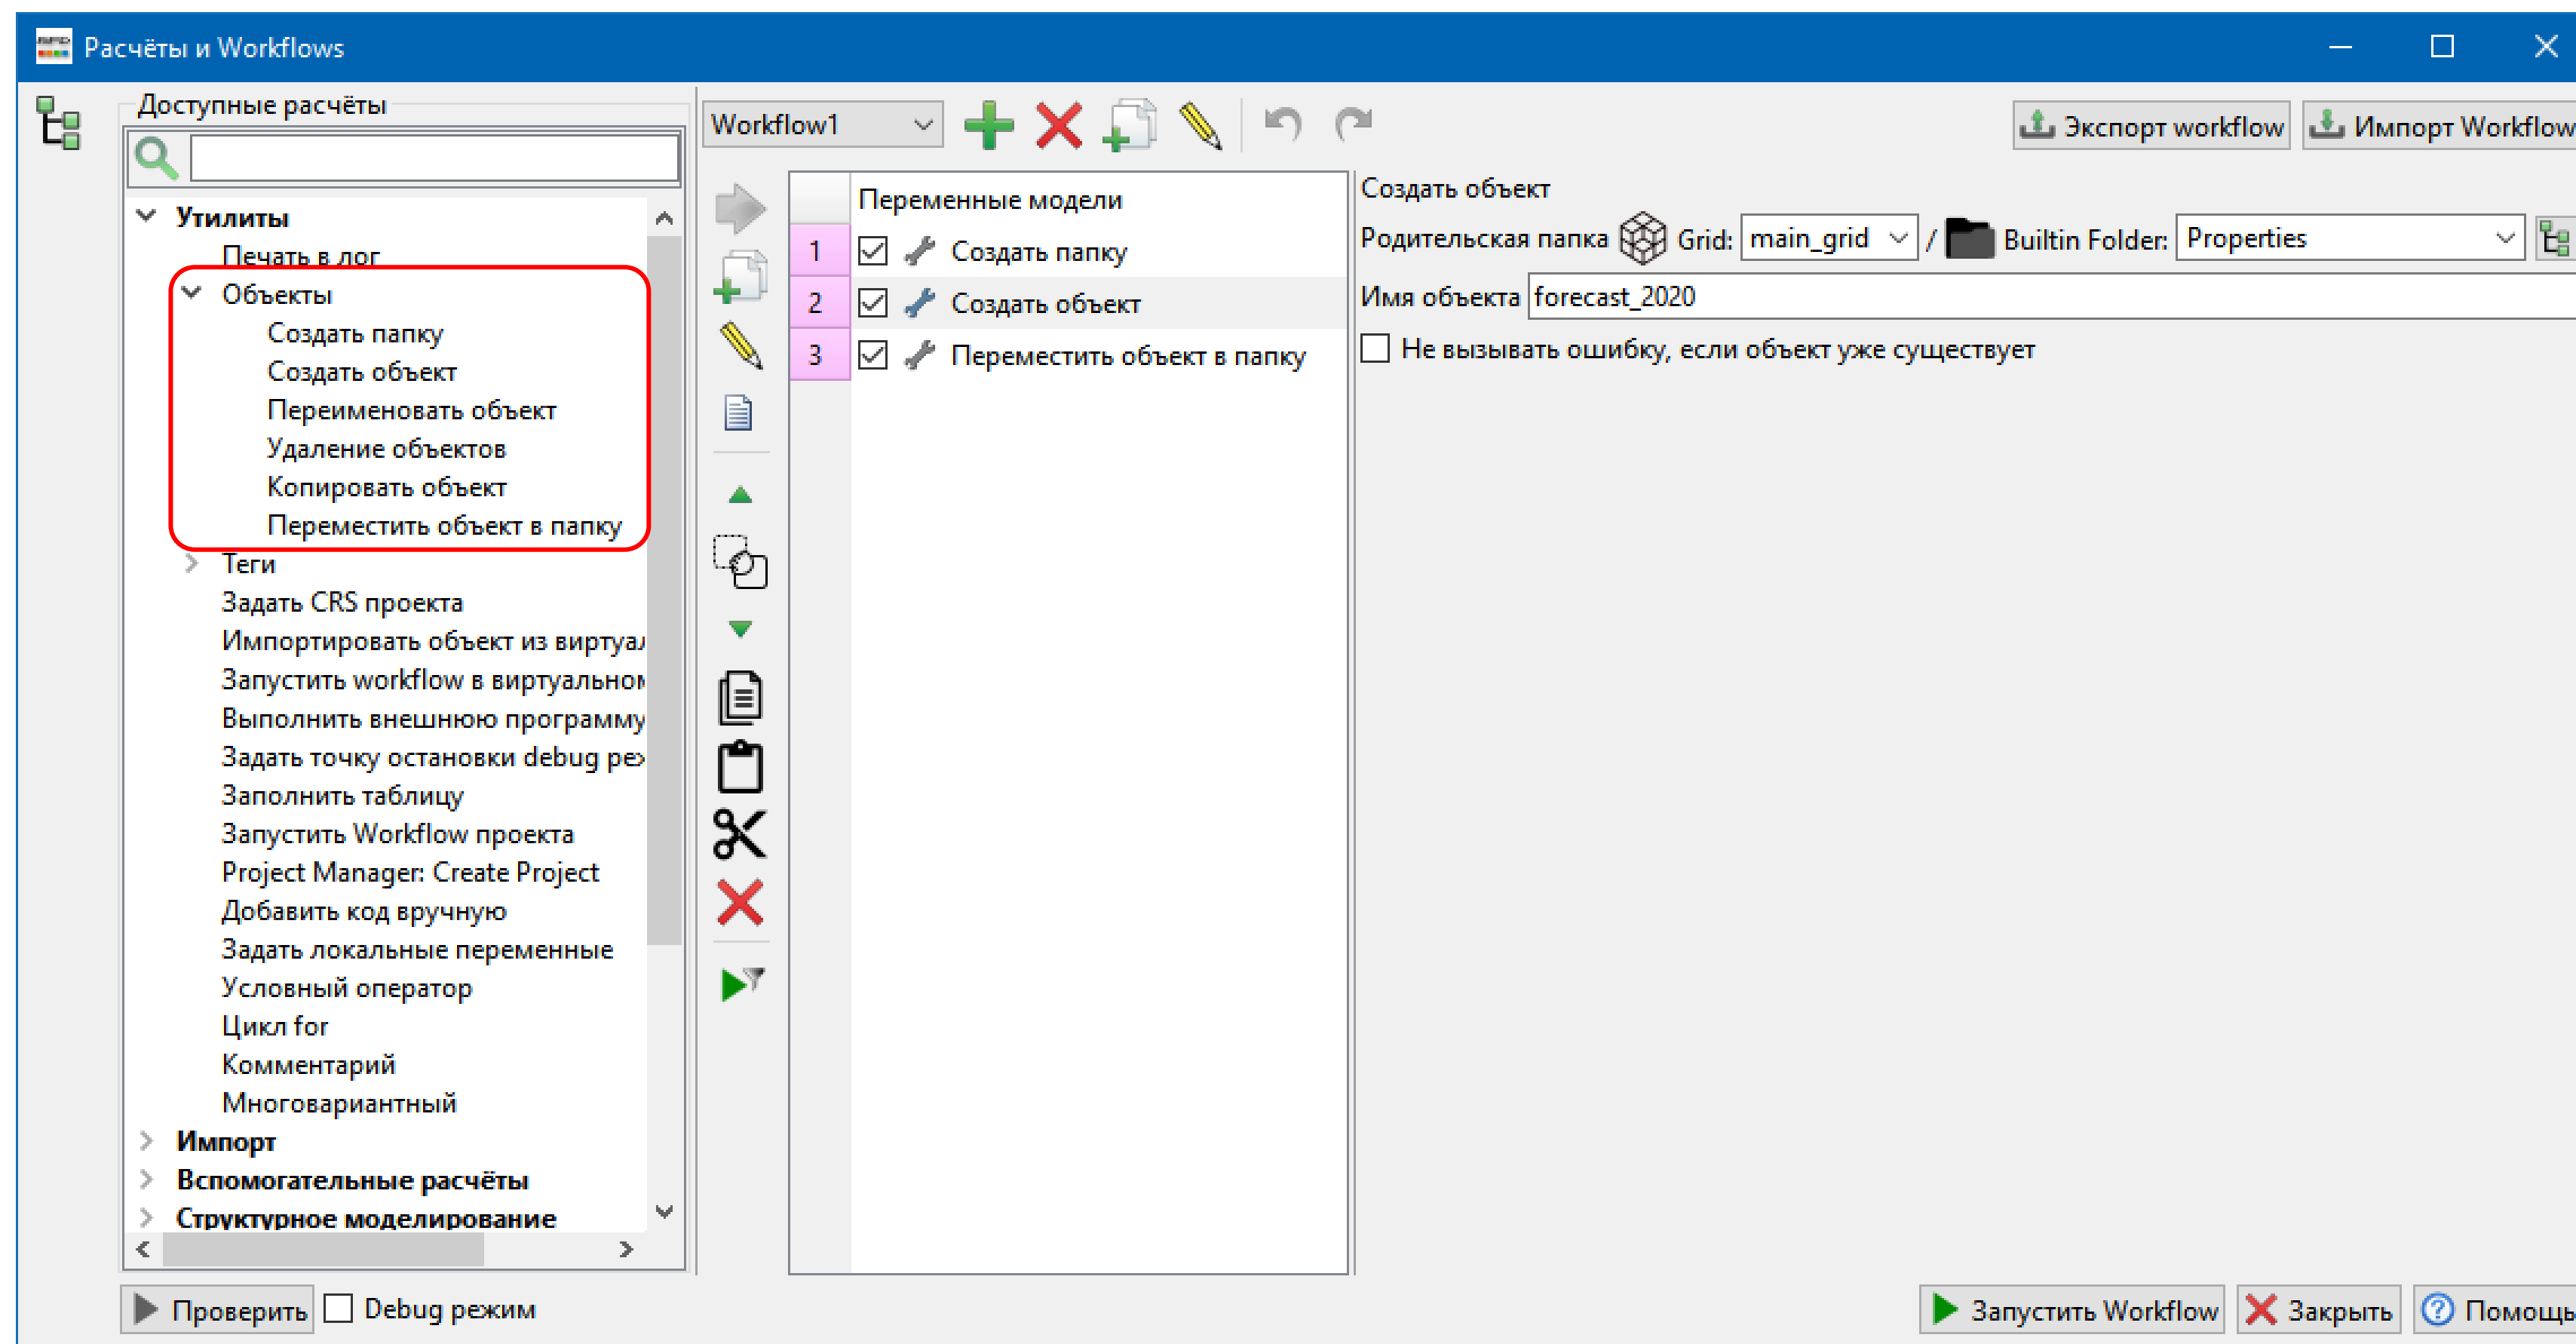 Расчёты и Workflows
Доступные расчёты
Утилиты
Печать в лог
Объекты
Создать папку
Создать объект
Переименовать объект
Удаление объектов
Копировать объект
Переместить объект в папку
Теги
Задать CRS проекта
Импортировать объект из виртуал
Запустить workflow в виртуальном
Выполнить внешнюю программу
Задать точку остановки debug реж
Заполнить таблицу
Запустить Workflow проекта
Project Manager: Create Project
Добавить код вручную
Задать локальные переменные
Условный оператор
Цикл for
Комментарий
Многовариантный
Импорт
Вспомогательные расчёты
Структурное моделирование
Проверить Debug режим
Workflow1
Экспорт workflow Импорт Workflow
Переменные модели
1 Создать папку
2 Создать объект
3 Переместить объект в папку
Создать объект
Родительская папка Grid: main_grid / Builtin Folder: Properties
Имя объекта forecast_2020
Не вызывать ошибку, если объект уже существует
Запустить Workflow Закрыть Помощь